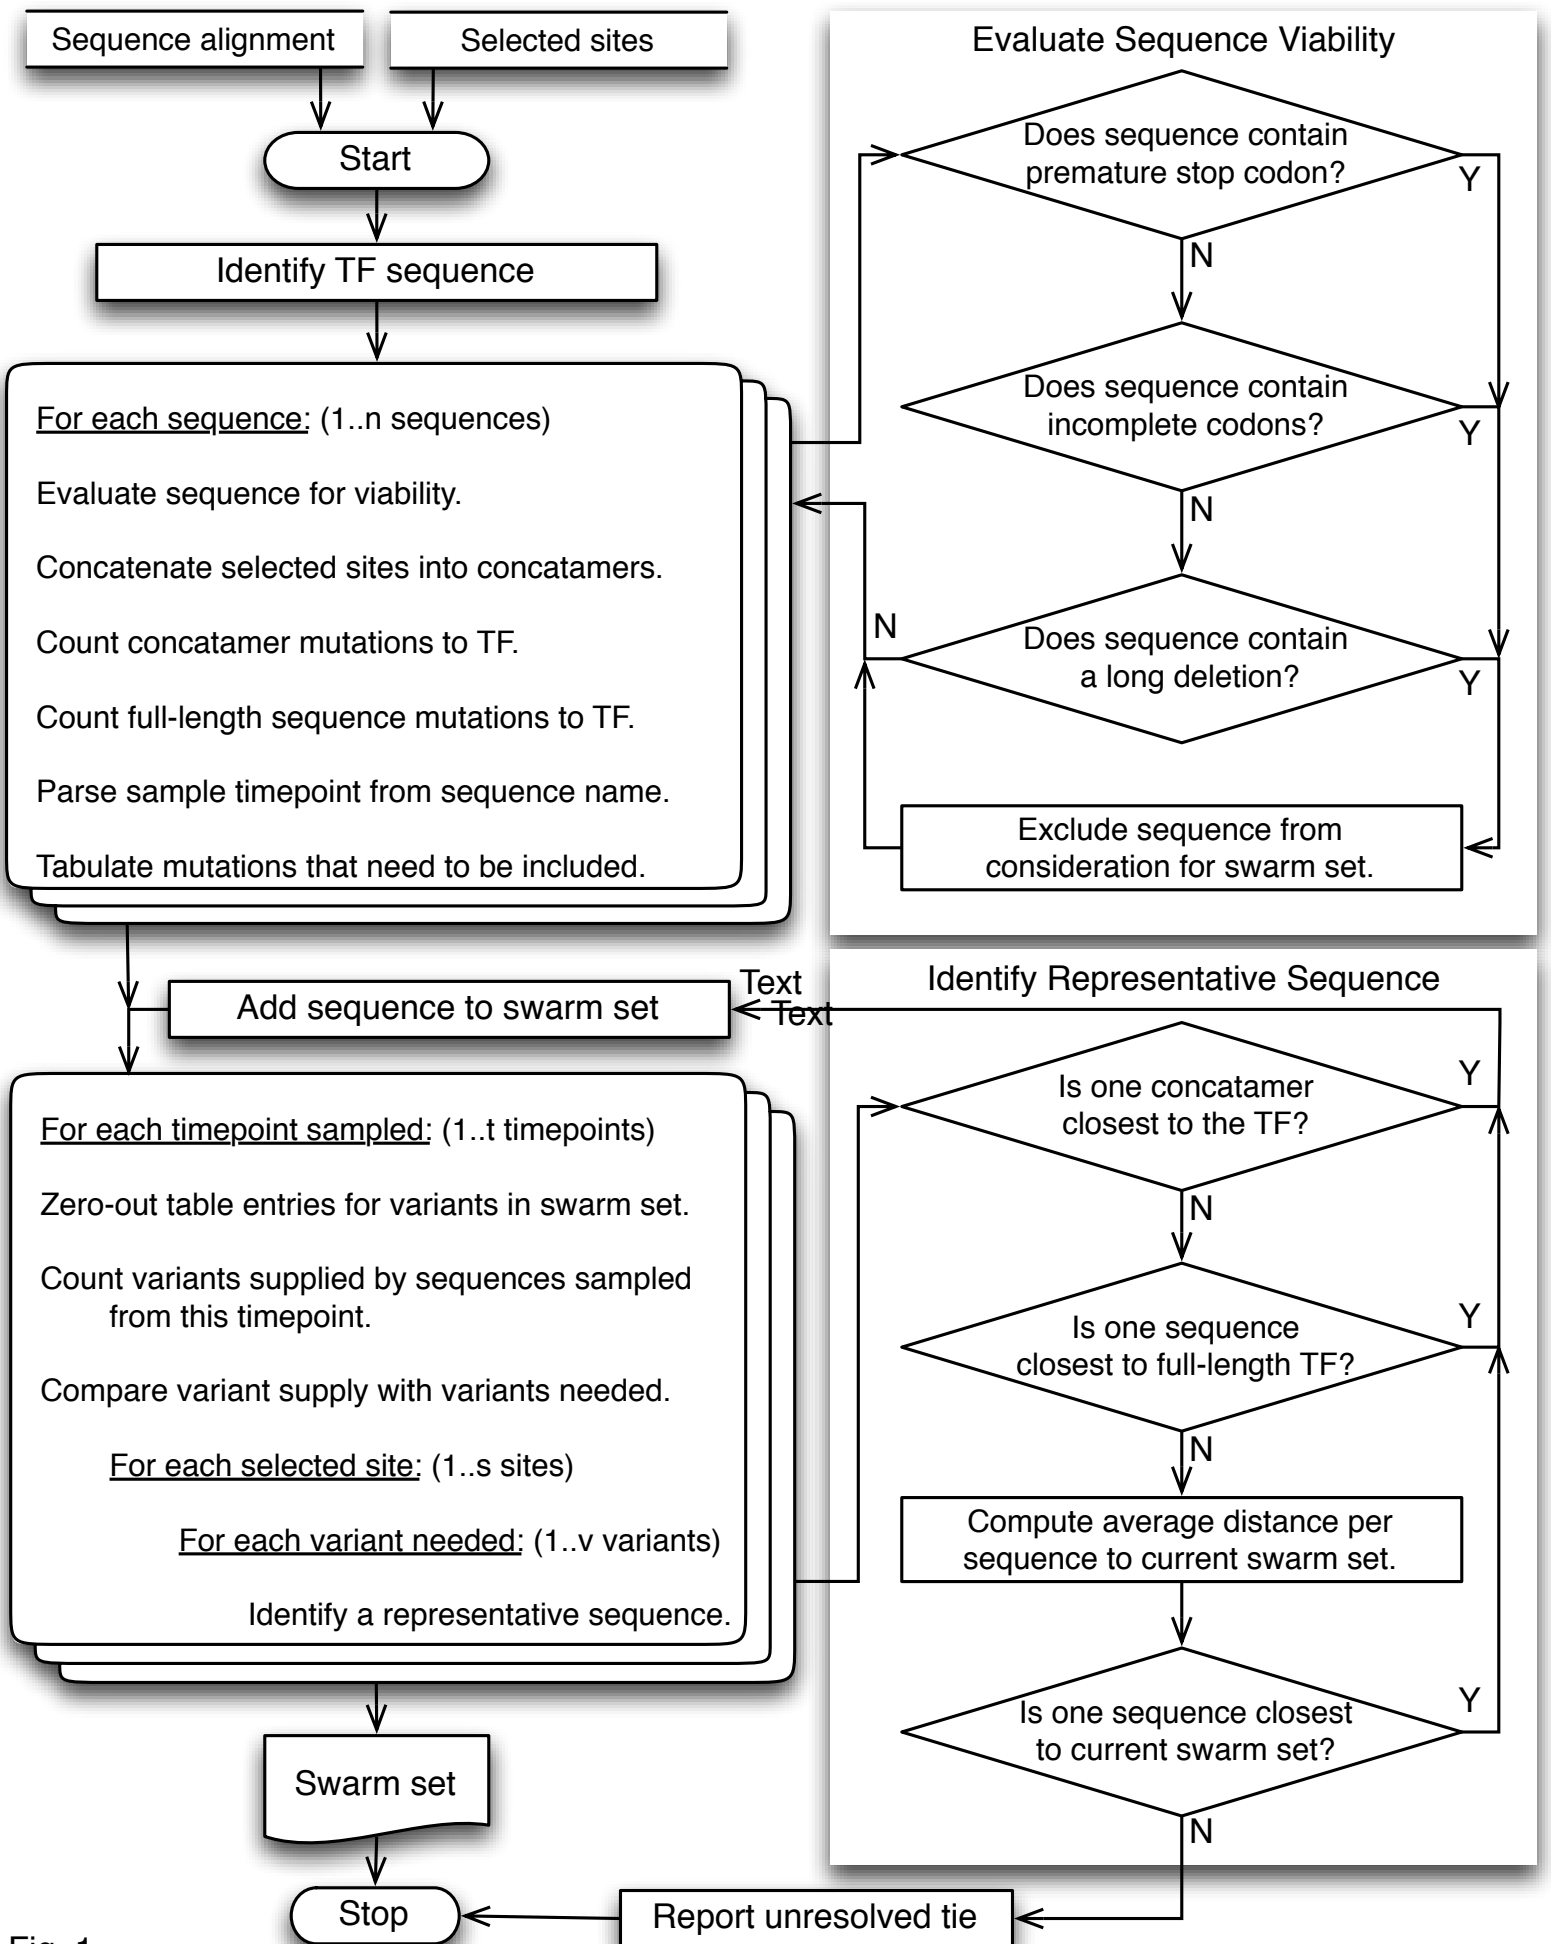 Sequence alignment
Selected sites
Start
Identify TF sequence
For each sequence: (1..n sequences)
Evaluate sequence for viability.
Concatenate selected sites into concatamers.
Count concatamer mutations to TF.
Count full-length sequence mutations to TF.
Parse sample timepoint from sequence name.
Tabulate mutations that need to be included.
Evaluate Sequence Viability
Does sequence contain
premature stop codon?
Y
N
Does sequence contain
incomplete codons?
Y
N
N
Does sequence contain
a long deletion?
Y
Exclude sequence from
consideration for swarm set.
Add sequence to swarm set
Text
Text
For each timepoint sampled: (1..t timepoints)
Zero-out table entries for variants in swarm set.
Count variants supplied by sequences sampled
from this timepoint.
Compare variant supply with variants needed.
For each selected site: (1..s sites)
For each variant needed: (1..v variants)
Identify a representative sequence.
Identify Representative Sequence
Is one concatamer
closest to the TF?
Y
N
Is one sequence
closest to full-length TF?
Y
N
Compute average distance per
sequence to current swarm set.
Is one sequence closest
to current swarm set?
Y
N
Swarm set
Stop
Report unresolved tie
Fig. 1